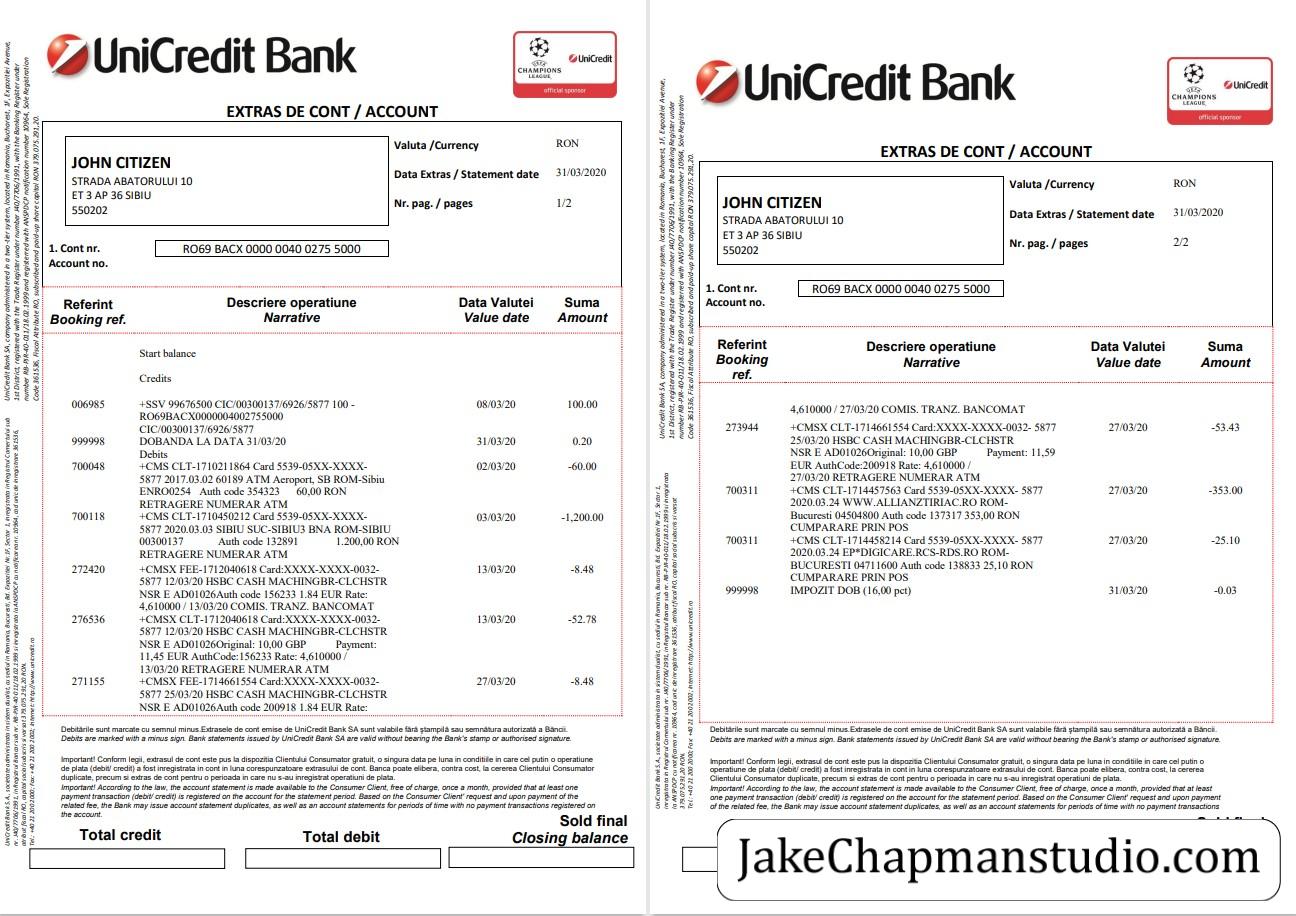 UniCredit Bank
CHAMPIONS
LEAGUE
UniCredit
official sponsor
EXTRAS DE CONT / ACCOUNT
JOHN CITIZEN
STRADA ABATORULUI 10
ET 3 AP 36 SIBIU
550202
Valuta /Currency RON
Data Extras / Statement date 31/03/2020
Nr. pag. / pages 1/2
1. Cont nr.
Account no.
RO69 BACX 0000 0040 0275 5000
Referint Descriere operatiune Data Valutei Suma
Booking ref. Narrative Value date Amount
Start balance
Credits
006985 +SSV 99676500 CIC/00300137/6926/5877 100 - 08/03/20 100.00
RO69BACX0000004002755000
CIC/00300137/6926/5877
999998 DOBANDA LA DATA 31/03/20 31/03/20 0.20
Debits
700048 +CMS CLT-1710211864 Card 5539-05XX-XXXX- 02/03/20 -60.00
5877 2017.03.02 60189 ATM Aeroport, SB ROM-Sibiu
ENRO0254 Auth code 354323 60,00 RON
RETRAGERE NUMERAR ATM
700118 +CMS CLT-1710450212 Card 5539-05XX-XXXX- 03/03/20 -1,200.00
5877 2020.03.03 SIBIU SUC-SIBIU3 BNA ROM-SIBIU
00300137 Auth code 132891 1.200,00 RON
RETRAGERE NUMERAR ATM
272420 +CMSX FEE-1712040618 Card:XXXX-XXXX-0032- 13/03/20 -8.48
5877 12/03/20 HSBC CASH MACHINGBR-CLCHSTR
NSR E AD01026Auth code 156233 1.84 EUR Rate:
4,610000 / 13/03/20 COMIS. TRANZ. BANCOMAT
276536 +CMSX CLT-1712040618 Card:XXXX-XXXX-0032- 13/03/20 -52.78
5877 12/03/20 HSBC CASH MACHINGBR-CLCHSTR
NSR E AD01026Original: 10,00 GBP Payment:
11,45 EUR AuthCode:156233 Rate: 4,610000 /
13/03/20 RETRAGERE NUMERAR ATM
271155 +CMSX FEE-1714661554 Card:XXXX-XXXX-0032- 27/03/20 -8.48
5877 25/03/20 HSBC CASH MACHINGBR-CLCHSTR
NSR E AD01026Auth code 200918 1.84 EUR Rate:
Debitările sunt marcate cu semnul minus.Extrasele de cont emise de UniCredit Bank SA sunt valabile fără ştampilă sau semnătura autorizată a Băncii.
Debits are marked with a minus sign. Bank statements issued by UniCredit Bank SA are valid without bearing the Bank's stamp or authorised signature.
Important! Conform legii, extrasul de cont este pus la dispozitie Clientului Consumator gratuit, o singura data pe luna in conditiile in care cel putin o
operatiune de plata (debit/ credit) a fost inregistrata in cont in luna corespunzatoare extrasului de cont. Banca poate elibera, contra cost, la cererea
Clientului Consumator
duplicate, precum si extras de cont pentru o perioada in care nu s-au inregistrat operatiuni de plata.
Important! According to the law, the account statement is made available to the Consumer Client, free of charge, once a month, provided that at least one
payment transaction (debit/ credit) is registered on the account for the statement period. Based on the Consumer Client' request and upon payment of the
related fee, the Bank may issue account statement duplicates, as well as an account statements for periods of time with no payment transactions registered on
the account.
Total credit Total debit Sold final
Closing balance
UniCredit Bank
CHAMPIONS
LEAGUE
UniCredit
official sponsor
EXTRAS DE CONT / ACCOUNT
JOHN CITIZEN
STRADA ABATORULUI 10
ET 3 AP 36 SIBIU
550202
Valuta /Currency RON
Data Extras / Statement date 31/03/2020
Nr. pag. / pages 2/2
1. Cont nr.
Account no.
RO69 BACX 0000 0040 0275 5000
Referint Descriere operatiune Data Valutei Suma
Booking Narrative Value date Amount
ref.
4,610000 / 27/03/20 COMIS. TRANZ. BANCOMAT
273944 +CMSX CLT-1714661554 Card:XXXX-XXXX-0032- 5877 27/03/20 -53.43
25/03/20 HSBC CASH MACHINGBR-CLCHSTR
NSR E AD01026Original: 10,00 GBP Payment: 11,59
EUR AuthCode:200918 Rate: 4,610000 /
27/03/20 RETRAGERE NUMERAR ATM
700311 +CMS CLT-1714457563 Card 5539-05XX-XXXX- 5877 27/03/20 -353.00
2020.03.24 WWW.ALLIANZTIRIAC.RO ROM-
Bucuresti 04504800 Auth code 137317 353,00 RON
CUMPARARE PRIN POS
700311 +CMS CLT-1714458214 Card 5539-05XX-XXXX- 5877 27/03/20 -25.10
2020.03.24 EP*DIGICARE.RCS-RDS.RO ROM-
BUCURESTI 04711600 Auth code 138833 25,10 RON
CUMPARARE PRIN POS
999998 IMPOZIT DOB (16,00 pct) 31/03/20 -0.03
Debitările sunt marcate cu semnul minus.Extrasele de cont emise de UniCredit Bank SA sunt valabile fără ştampilă sau semnătura autorizată a Băncii.
Debits are marked with a minus sign. Bank statements issued by UniCredit Bank SA are valid without bearing the Bank's stamp or authorised signature.
Important! Conform legii, extrasul de cont este pus la dispozitie Clientului Consumator gratuit, o singura data pe luna in conditiile in care cel putin o
operatiune de plata (debit/ credit) a fost inregistrata in cont in luna corespunzatoare extrasului de cont. Banca poate elibera, contra cost, la cererea
Clientului Consumator duplicate, precum si extras de cont pentru o perioada in care nu s-au inregistrat operatiuni de plata.
Important! According to the law, the account statement is made available to the Consumer Client, free of charge, once a month, provided that at least
one payment transaction (debit/ credit) is registered on the account for the statement period. Based on the Consumer Client' request and upon payment
of the related fee, the Bank may issue account statement duplicates, as well as an account statements for periods of time with no payment transactions
JakeChapmanstudio.com